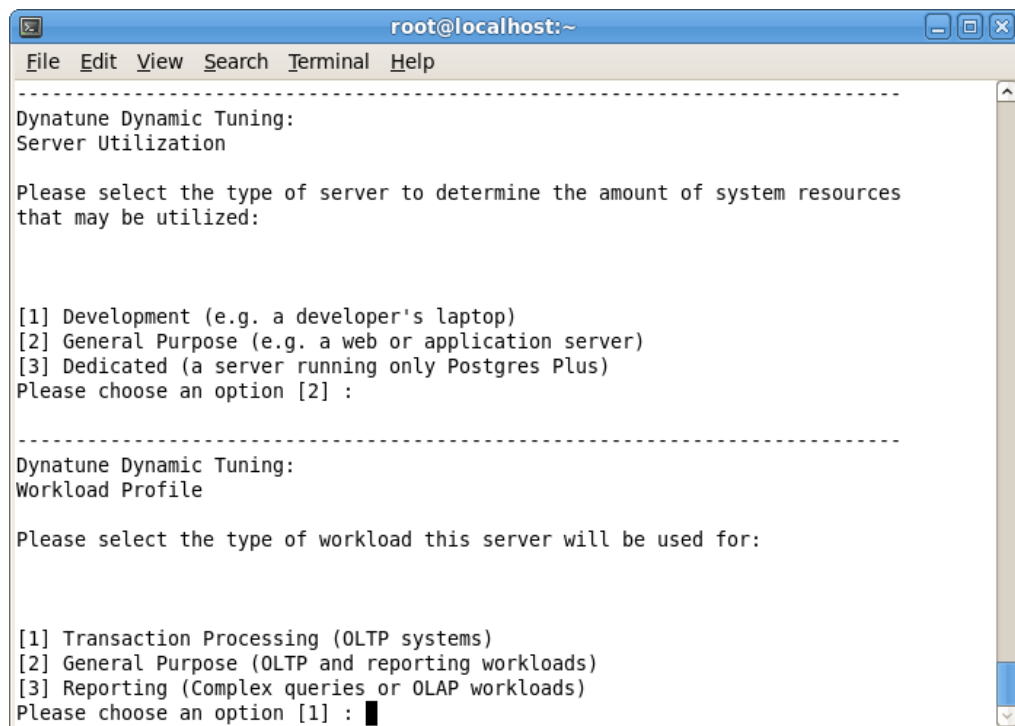 root@localhost:~
File Edit View Search Terminal Help
----------------------------------------------------------------------------
Dynatune Dynamic Tuning:
Server Utilization
Please select the type of server to determine the amount of system resources
that may be utilized:
[1] Development (e.g. a developer's laptop)
[2] General Purpose (e.g. a web or application server)
[3] Dedicated (a server running only Postgres Plus)
Please choose an option [2] :
----------------------------------------------------------------------------
Dynatune Dynamic Tuning:
Workload Profile
Please select the type of workload this server will be used for:
[1] Transaction Processing (OLTP systems)
[2] General Purpose (OLTP and reporting workloads)
[3] Reporting (Complex queries or OLAP workloads)
Please choose an option [1] :